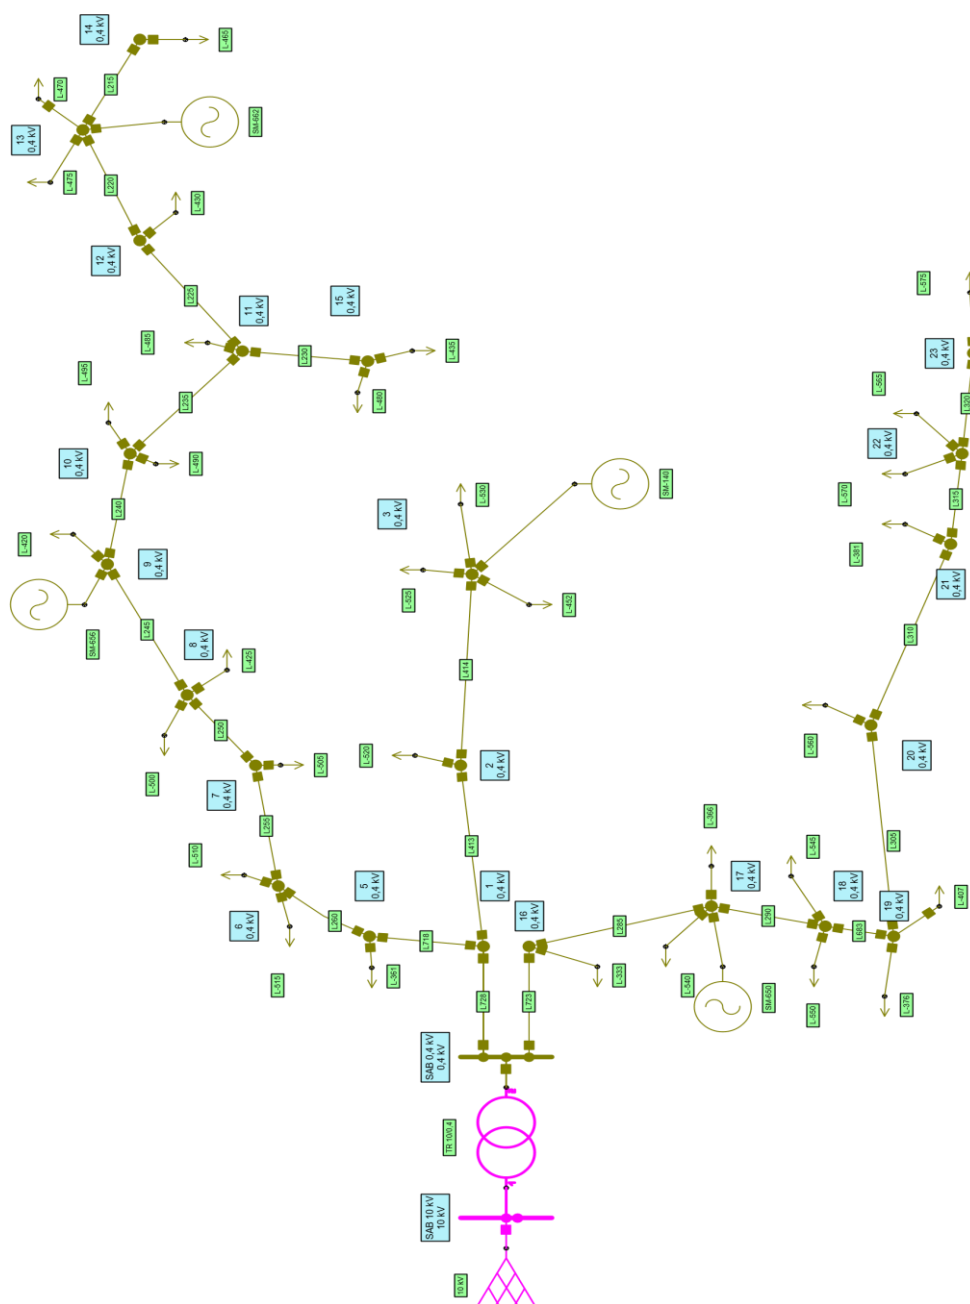 14
0,4 kV
L-465
L215
L-470
13
0,4 kV
SM-662
L-475
L220
L-430
12
0,4 kV
L225
11
0,4 kV
15
0,4 kV
L-485
L230
L-435
L-480
L-495
L235
10
0,4 kV
L-490
L240
L-420
9
0,4 kV
SM-656
L245
8
0,4 kV
L-425
L250
L-500
7
0,4 kV
L-505
L255
L-510
6
0,4 kV
5
0,4 kV
L260
L-515
L-361
L718
3
0,4 kV
L-530
SM-140
L-525
L-452
L414
L-520
2
0,4 kV
L413
1
0,4 kV
16
0,4 kV
L728
L723
L-333
L285
L-366
17
0,4 kV
L-540
SM-650
L290
L-545
18
0,4 kV
L-550
L683
19
0,4 kV
L-407
L-376
L305
20
0,4 kV
L-560
L310
21
0,4 kV
L-381
L315
L-570
22
0,4 kV
L-565
L320
23
0,4 kV
L-575
SAB 0,4 kV
0,4 kV
TR 10/0,4
SAB 10 kV
10 kV
10 kV